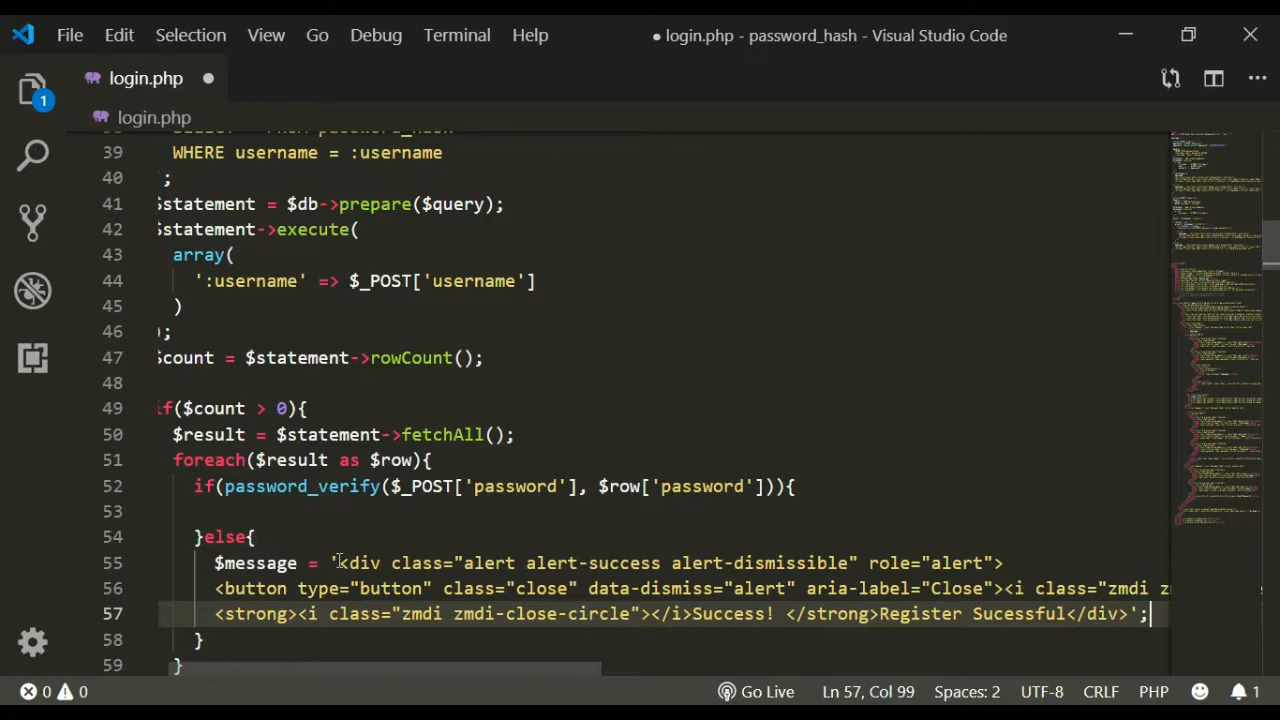 File Edit Selection View Go Debug Terminal Help ● login.php - password_hash - Visual Studio Code
login.php ●
1
login.php
39 WHERE username = :username
40 ;
41 $statement = $db->prepare($query);
42 $statement->execute(
43 array(
44 ':username' => $_POST['username']
45 )
46 );
47 $count = $statement->rowCount();
48
49 if($count > 0){
50 $result = $statement->fetchAll();
51 foreach($result as $row){
52 if(password_verify($_POST['password'], $row['password'])){
53
54 }else{
55 $message = '<div class="alert alert-success alert-dismissible" role="alert">
56 <button type="button" class="close" data-dismiss="alert" aria-label="Close"><i class="zmdi
57 <strong><i class="zmdi zmdi-close-circle"></i>Success! </strong>Register Sucessful</div>';
58 }
59 }
0 0 Go Live Ln 57, Col 99 Spaces: 2 UTF-8 CRLF PHP 1